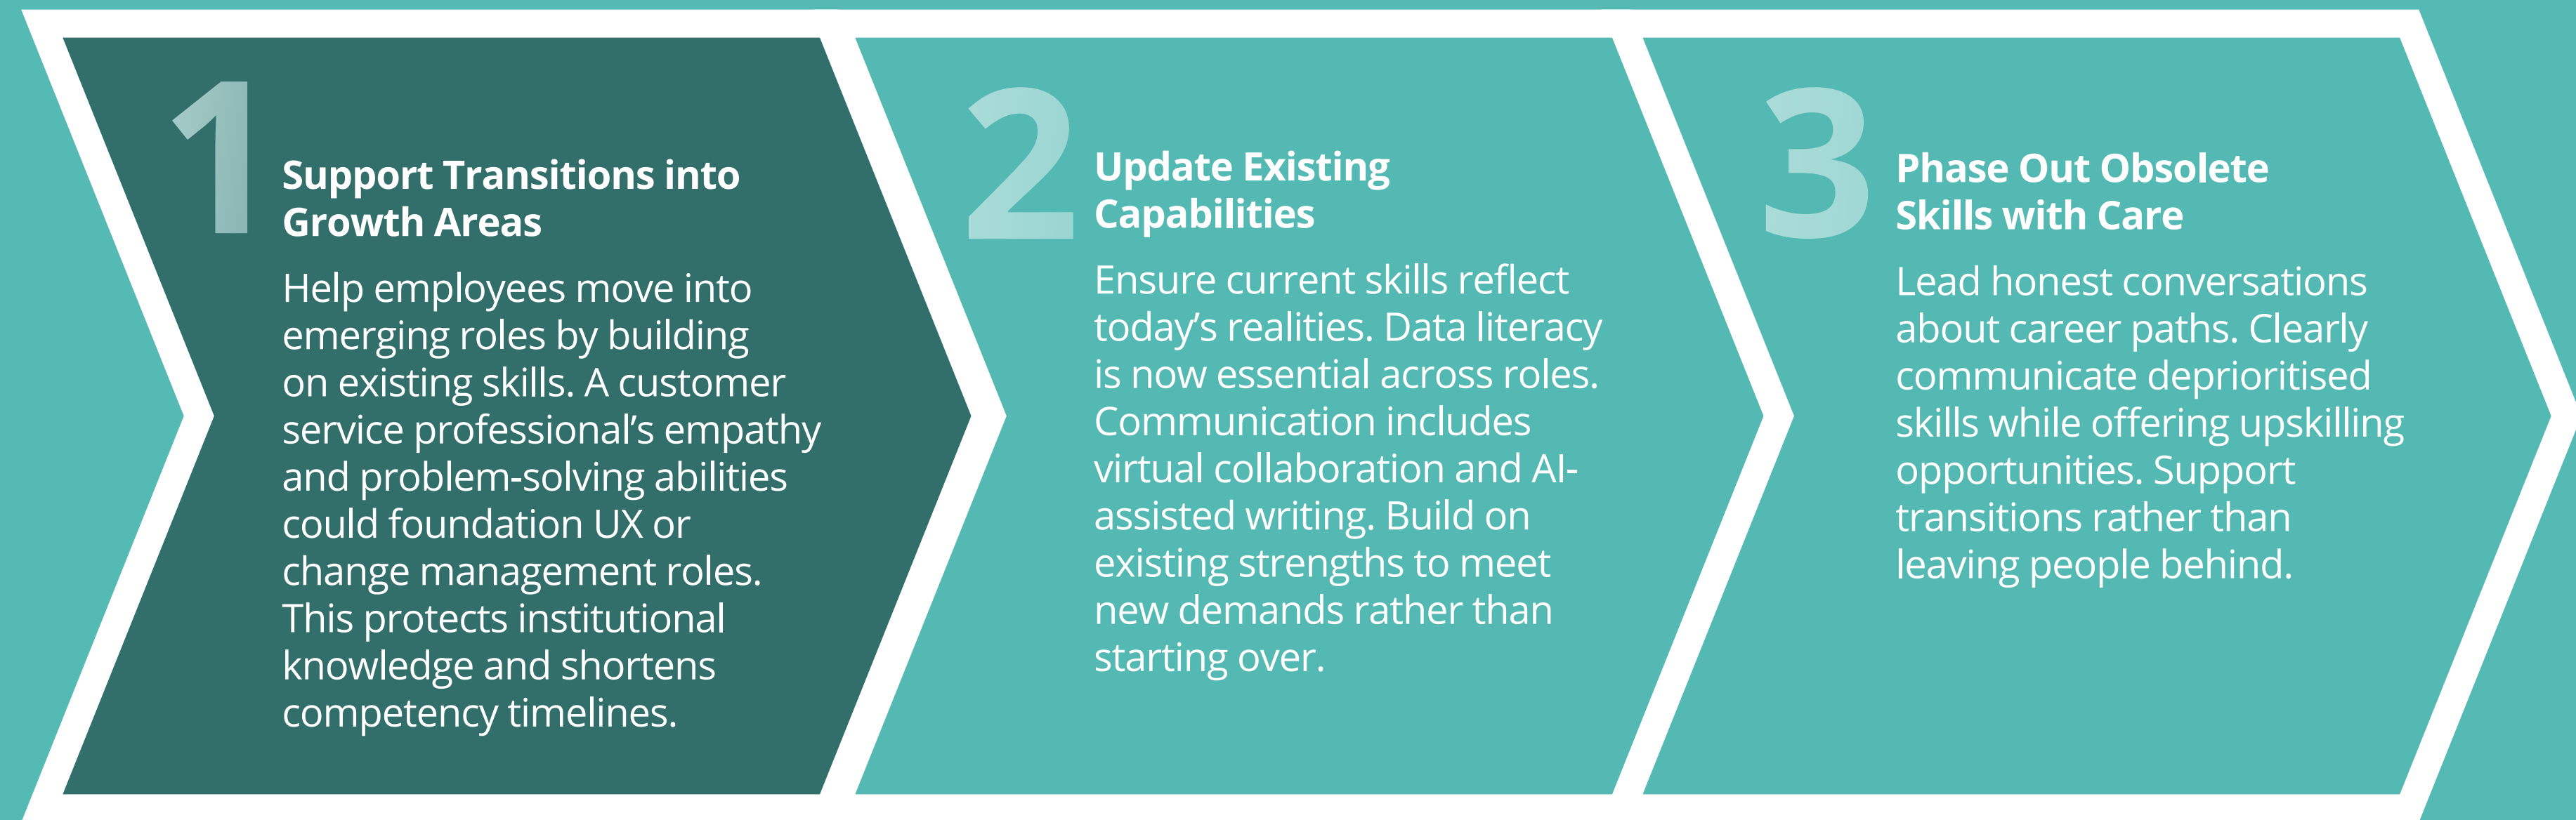 1
Support Transitions into
Growth Areas
Help employees move into
emerging roles by building
on existing skills. A customer
service professional’s empathy
and problem-solving abilities
could foundation UX or
change management roles.
This protects institutional
knowledge and shortens
competency timelines.
2
Update Existing
Capabilities
Ensure current skills reflect
today’s realities. Data literacy
is now essential across roles.
Communication includes
virtual collaboration and AI-
assisted writing. Build on
existing strengths to meet
new demands rather than
starting over.
3
Phase Out Obsolete
Skills with Care
Lead honest conversations
about career paths. Clearly
communicate deprioritised
skills while offering upskilling
opportunities. Support
transitions rather than
leaving people behind.